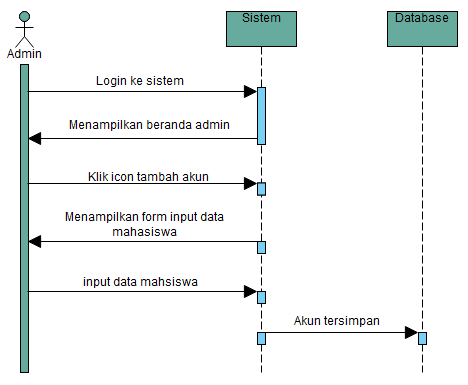 Sistem
Database
Admin
Login ke sistem
Menampilkan beranda admin
Klik icon tambah akun
Menampilkan form input data
mahasiswa
input data mahsiswa
Akun tersimpan